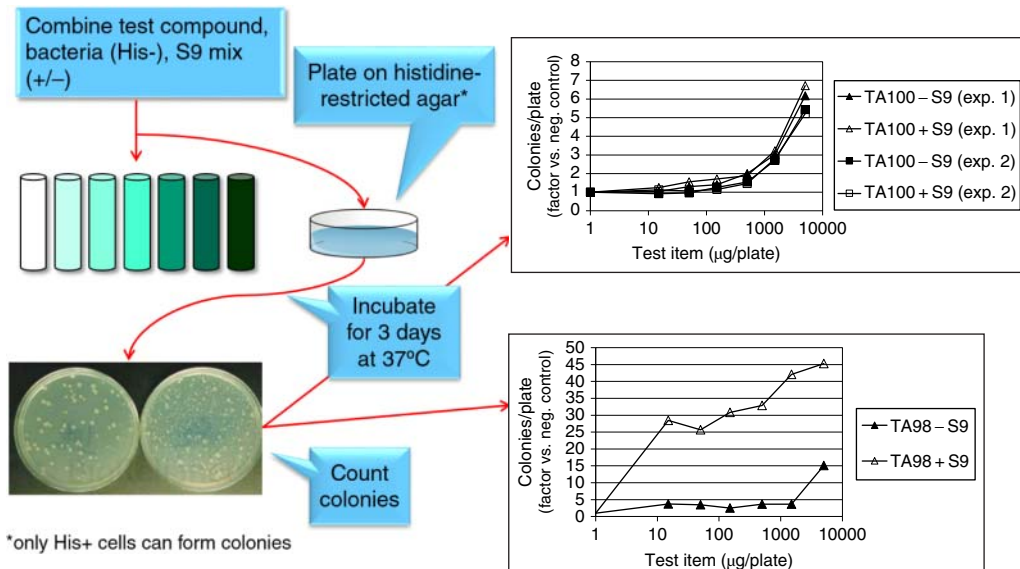 Combine test compound,
bacteria (His-), S9 mix
(+/–)
Plate on histidine-
restricted agar*
Incubate
for 3 days
at 37ºC
Count
colonies
*only His+ cells can form colonies
Colonies/plate
(factor vs. neg. control)
8
7
6
5
4
3
2
1
0
1
10
100
1000
10000
Test item (µg/plate)
TA100 – S9 (exp. 1)
TA100 + S9 (exp. 1)
TA100 – S9 (exp. 2)
TA100 + S9 (exp. 2)
Colonies/plate
(factor vs. neg. control)
50
45
40
35
30
25
20
15
10
5
0
1
10
100
1000
10000
Test item (µg/plate)
TA98 – S9
TA98 + S9